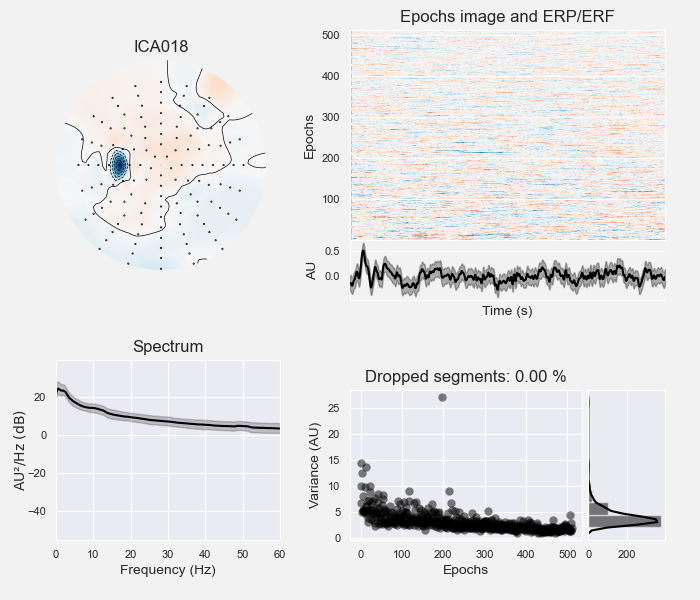 ICA018
Epochs image and ERP/ERF
500
400
300
200
100
Epochs
0.5
0.0
AU
Time (s)
Spectrum
20
0
−20
−40
AU²/Hz (dB)
0 10 20 30 40 50 60
Frequency (Hz)
Dropped segments: 0.00 %
25
20
15
10
5
0
Variance (AU)
0 100 200 300 400 500
Epochs
0 200